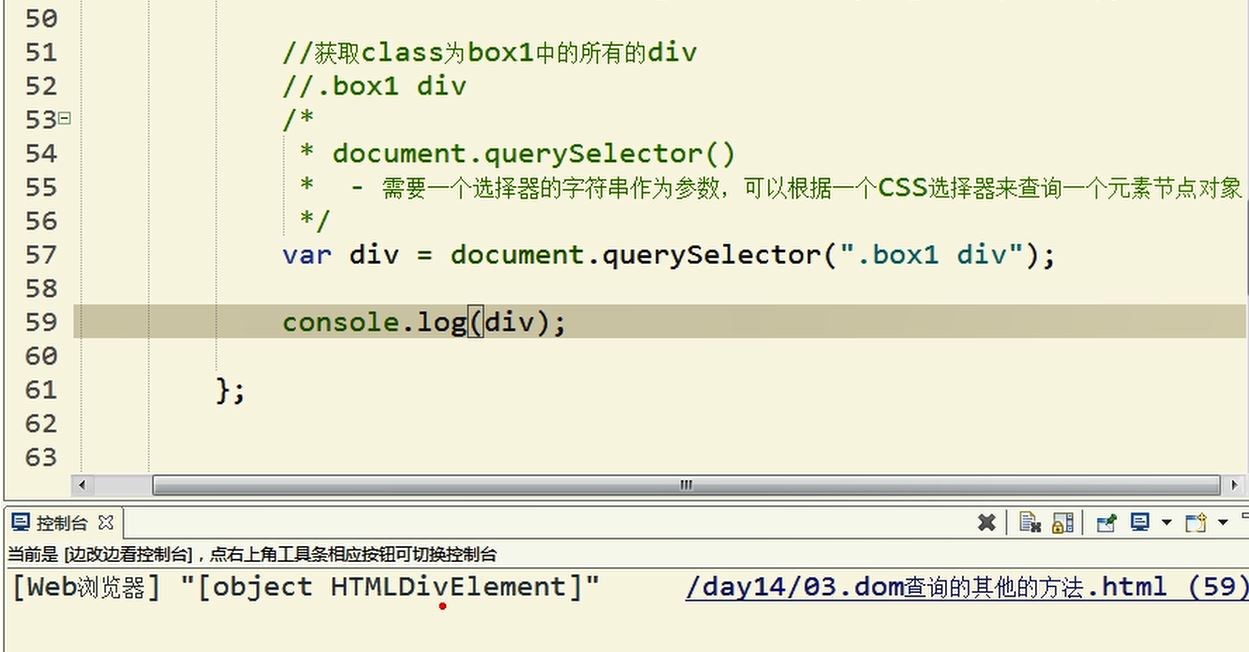 50
51 //获取class为box1中的所有的div
52 //.box1 div
53 /*
54 * document.querySelector()
55 * - 需要一个选择器的字符串作为参数，可以根据一个CSS选择器来查询一个元素节点对象
56 */
57 var div = document.querySelector(".box1 div");
58
59 console.log(div);
60
61 };
62
63
控制台
当前是 [边改边看控制台]，点右上角工具条相应按钮可切换控制台
[Web浏览器] "[object HTMLDivElement]" /day14/03.dom查询的其他的方法.html (59)